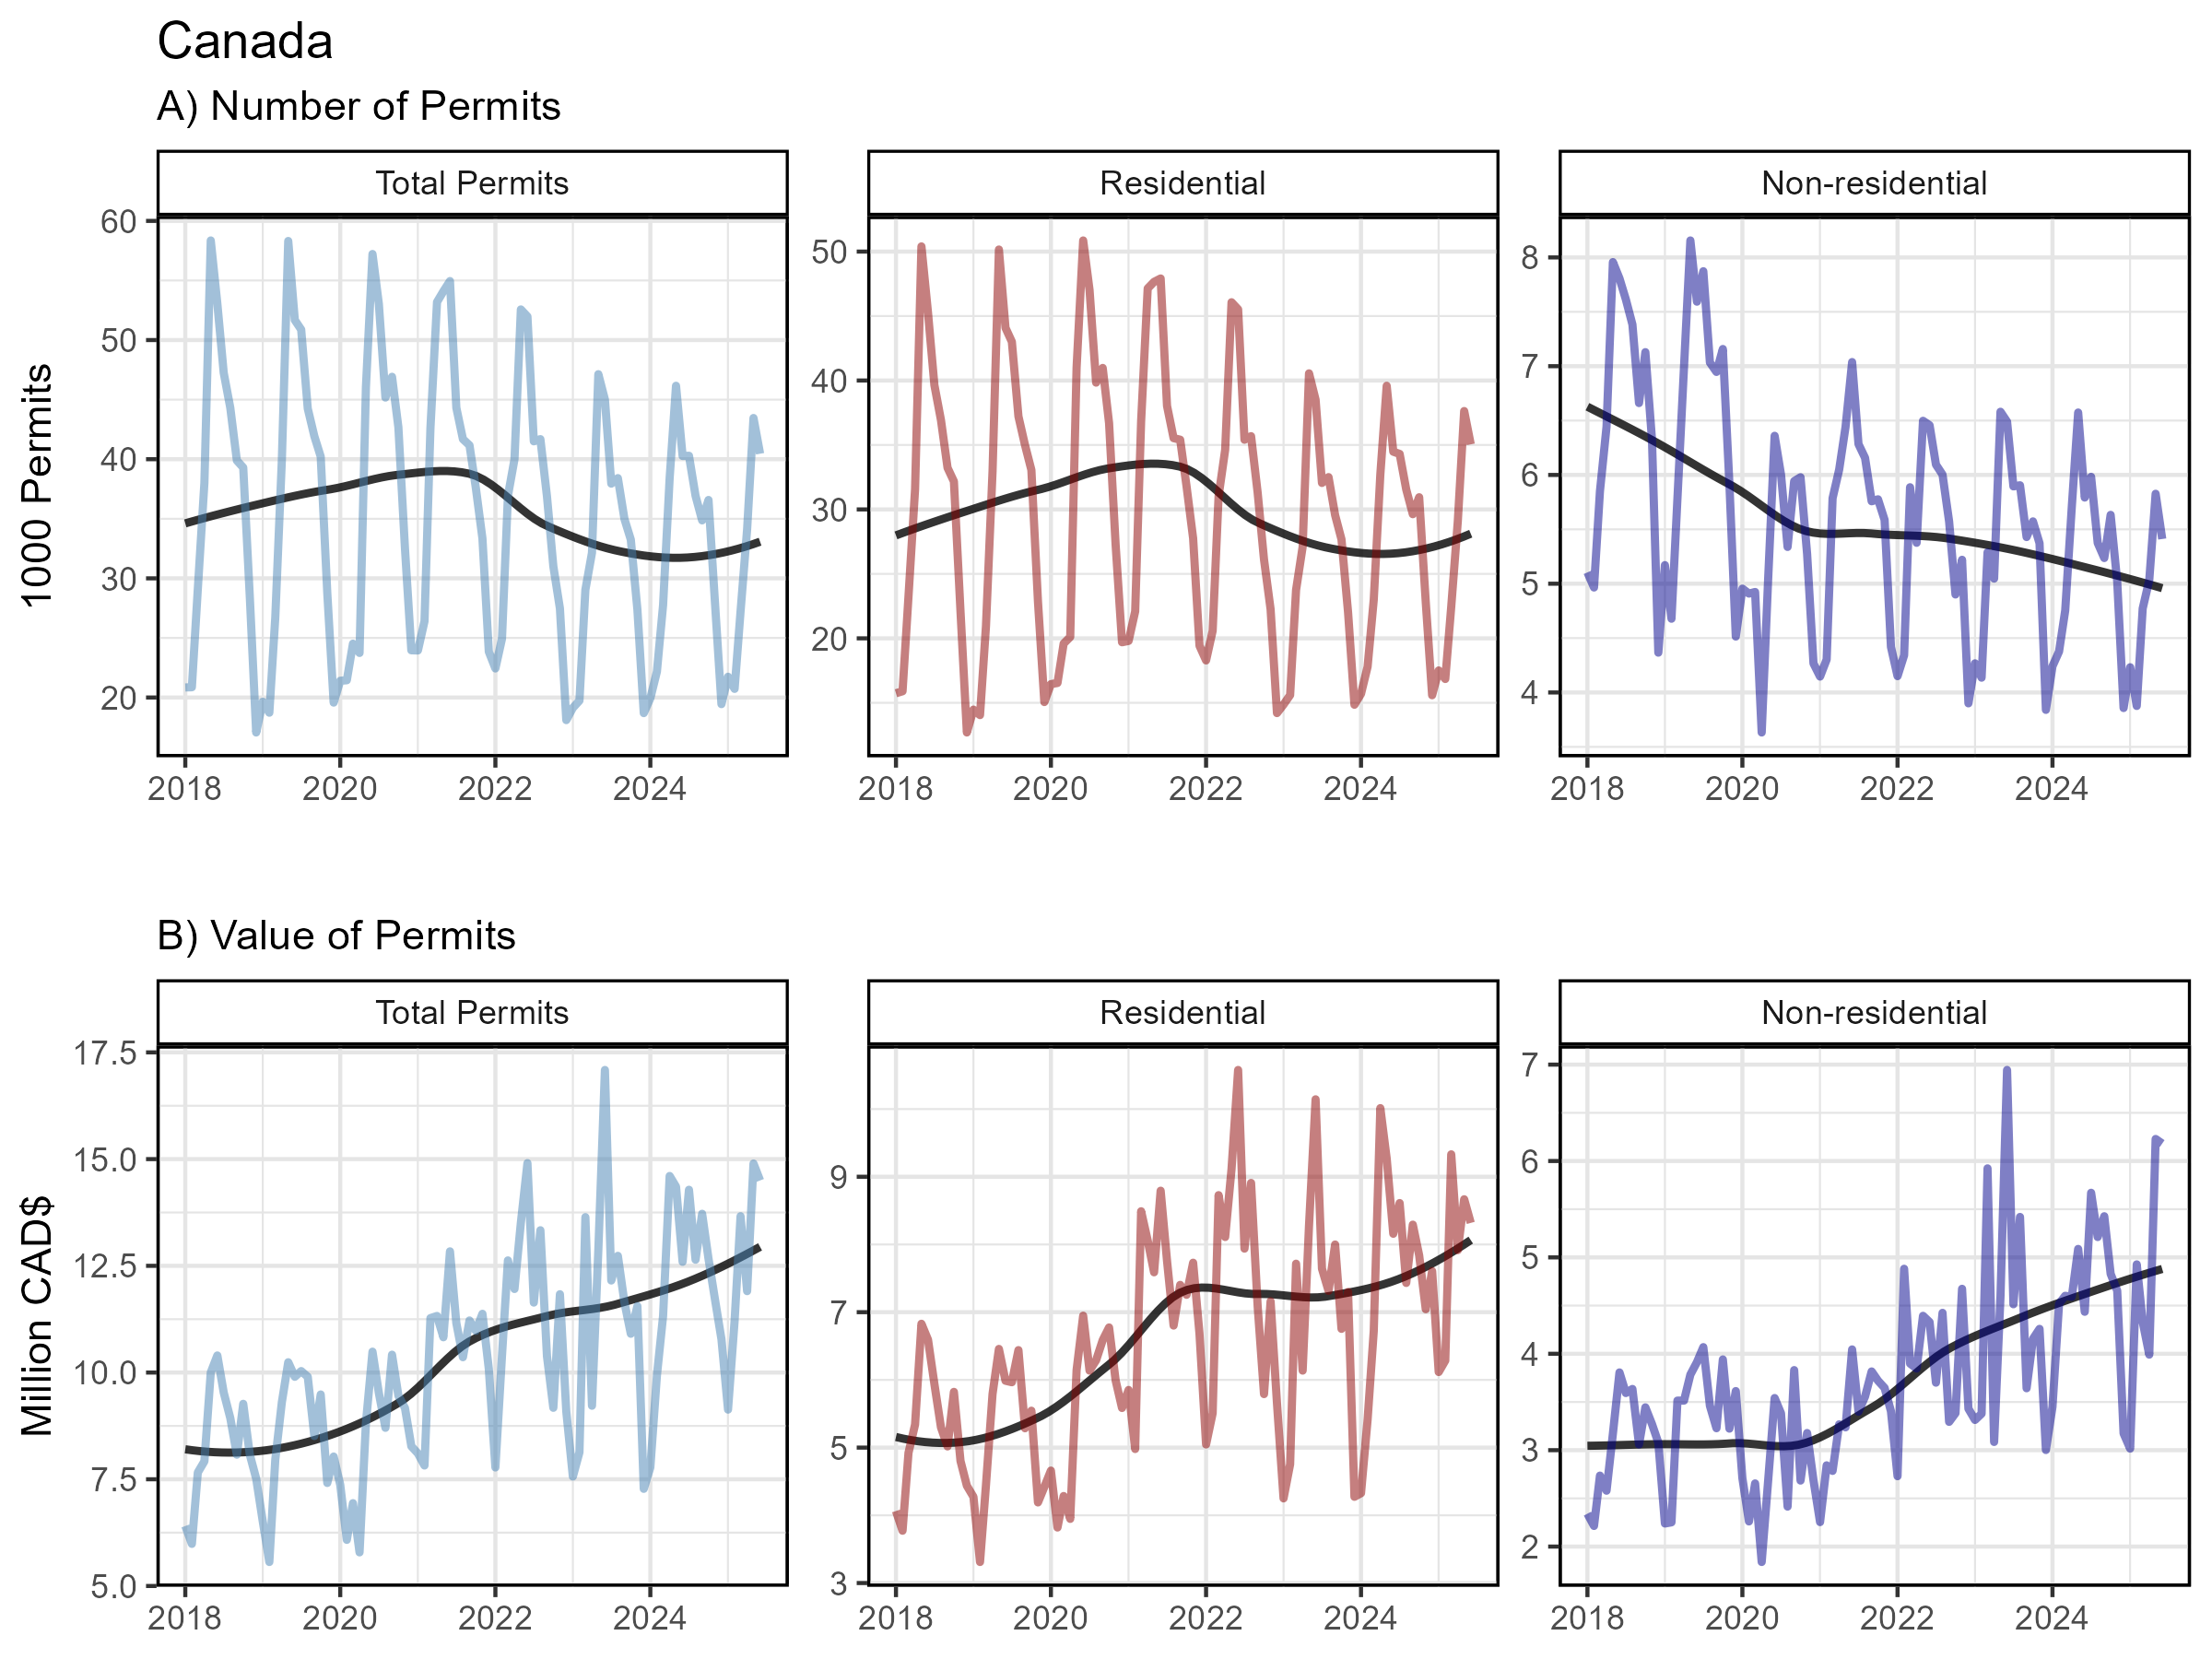 Canada
A) Number of Permits
Total Permits
Residential
Non-residential
1000 Permits
60
50
40
30
20
2018 2020 2022 2024
50
40
30
20
2018 2020 2022 2024
8
7
6
5
4
2018 2020 2022 2024
B) Value of Permits
Total Permits
Residential
Non-residential
Million CAD$
17.5
15.0
12.5
10.0
7.5
5.0
2018 2020 2022 2024
9
7
5
3
2018 2020 2022 2024
7
6
5
4
3
2
2018 2020 2022 2024